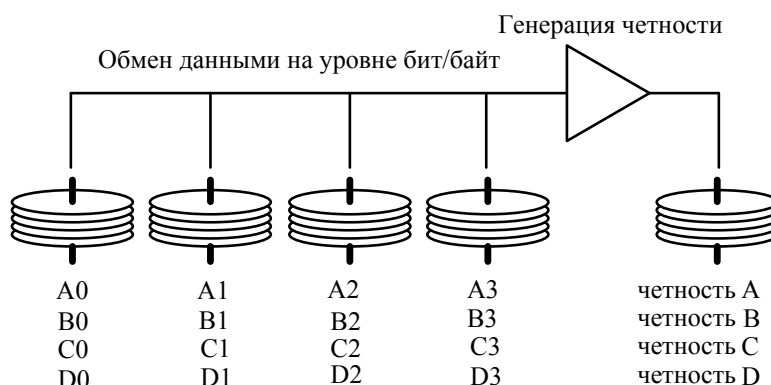 Генерация четности
Обмен данными на уровне бит/байт
A0 A1 A2 A3 четность A
B0 B1 B2 B3 четность B
C0 C1 C2 C3 четность C
D0 D1 D2 D3 четность D